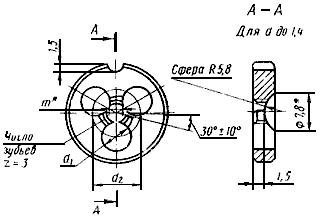 А
А – А
Для d до 1,4
1,5
Сфера R5,8
m*
30° ± 10°
ф 7,8*
Число
зубьев
z = 3
d₁
d₂
1,5
А